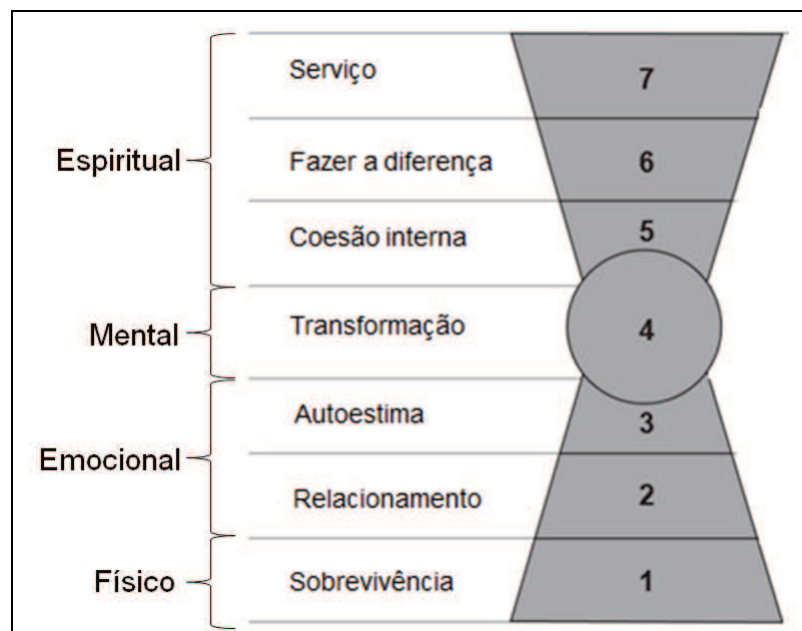 Serviço 7
Espiritual Fazer a diferença 6
Coesão interna 5
Mental Transformação 4
Autoestima 3
Emocional
Relacionamento 2
Físico Sobrevivência 1